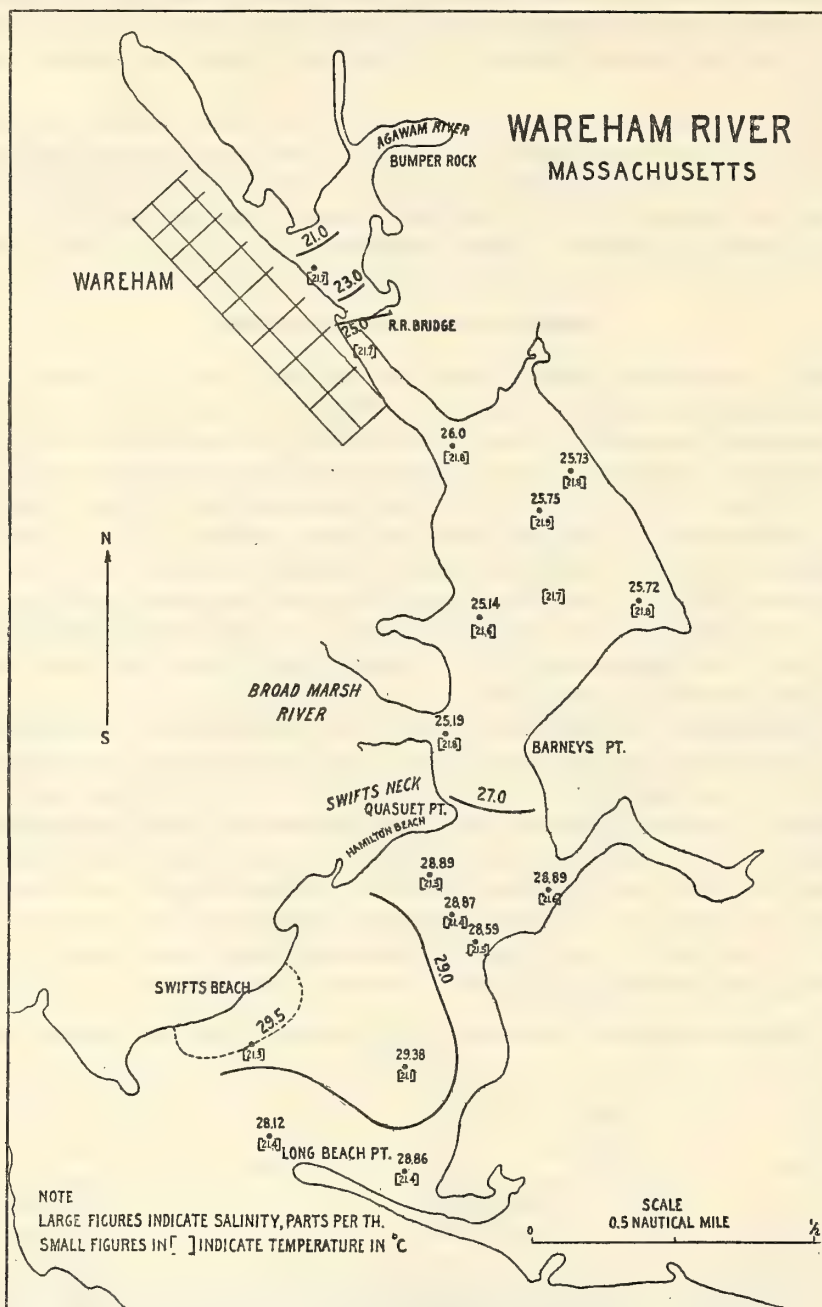 WAREHAM RIVER
MASSACHUSETTS
AGAWAM RIVER
BUMPER ROCK
21.0
WAREHAM
[21.7]
23.0
25.0
R.R. BRIDGE
[21.7]
26.0
[21.8]
25.73
[21.8]
25.75
[21.9]
N
S
[21.7]
25.72
[21.8]
25.14
[21.6]
BROAD MARSH
RIVER
25.19
[21.8]
BARNEYS PT.
SWIFTS NECK
QUASUET PT.
HAMILTON BEACH
27.0
28.89
[21.5]
28.89
[21.6]
28.87
[21.4]
28.59
[21.5]
29.0
SWIFTS BEACH
29.5
[21.3]
29.38
[21.1]
28.12
[21.4]
LONG BEACH PT.
28.86
[21.4]
NOTE
LARGE FIGURES INDICATE SALINITY, PARTS PER TH.
SMALL FIGURES IN [ ] INDICATE TEMPERATURE IN °C
SCALE
0.5 NAUTICAL MILE
0
½